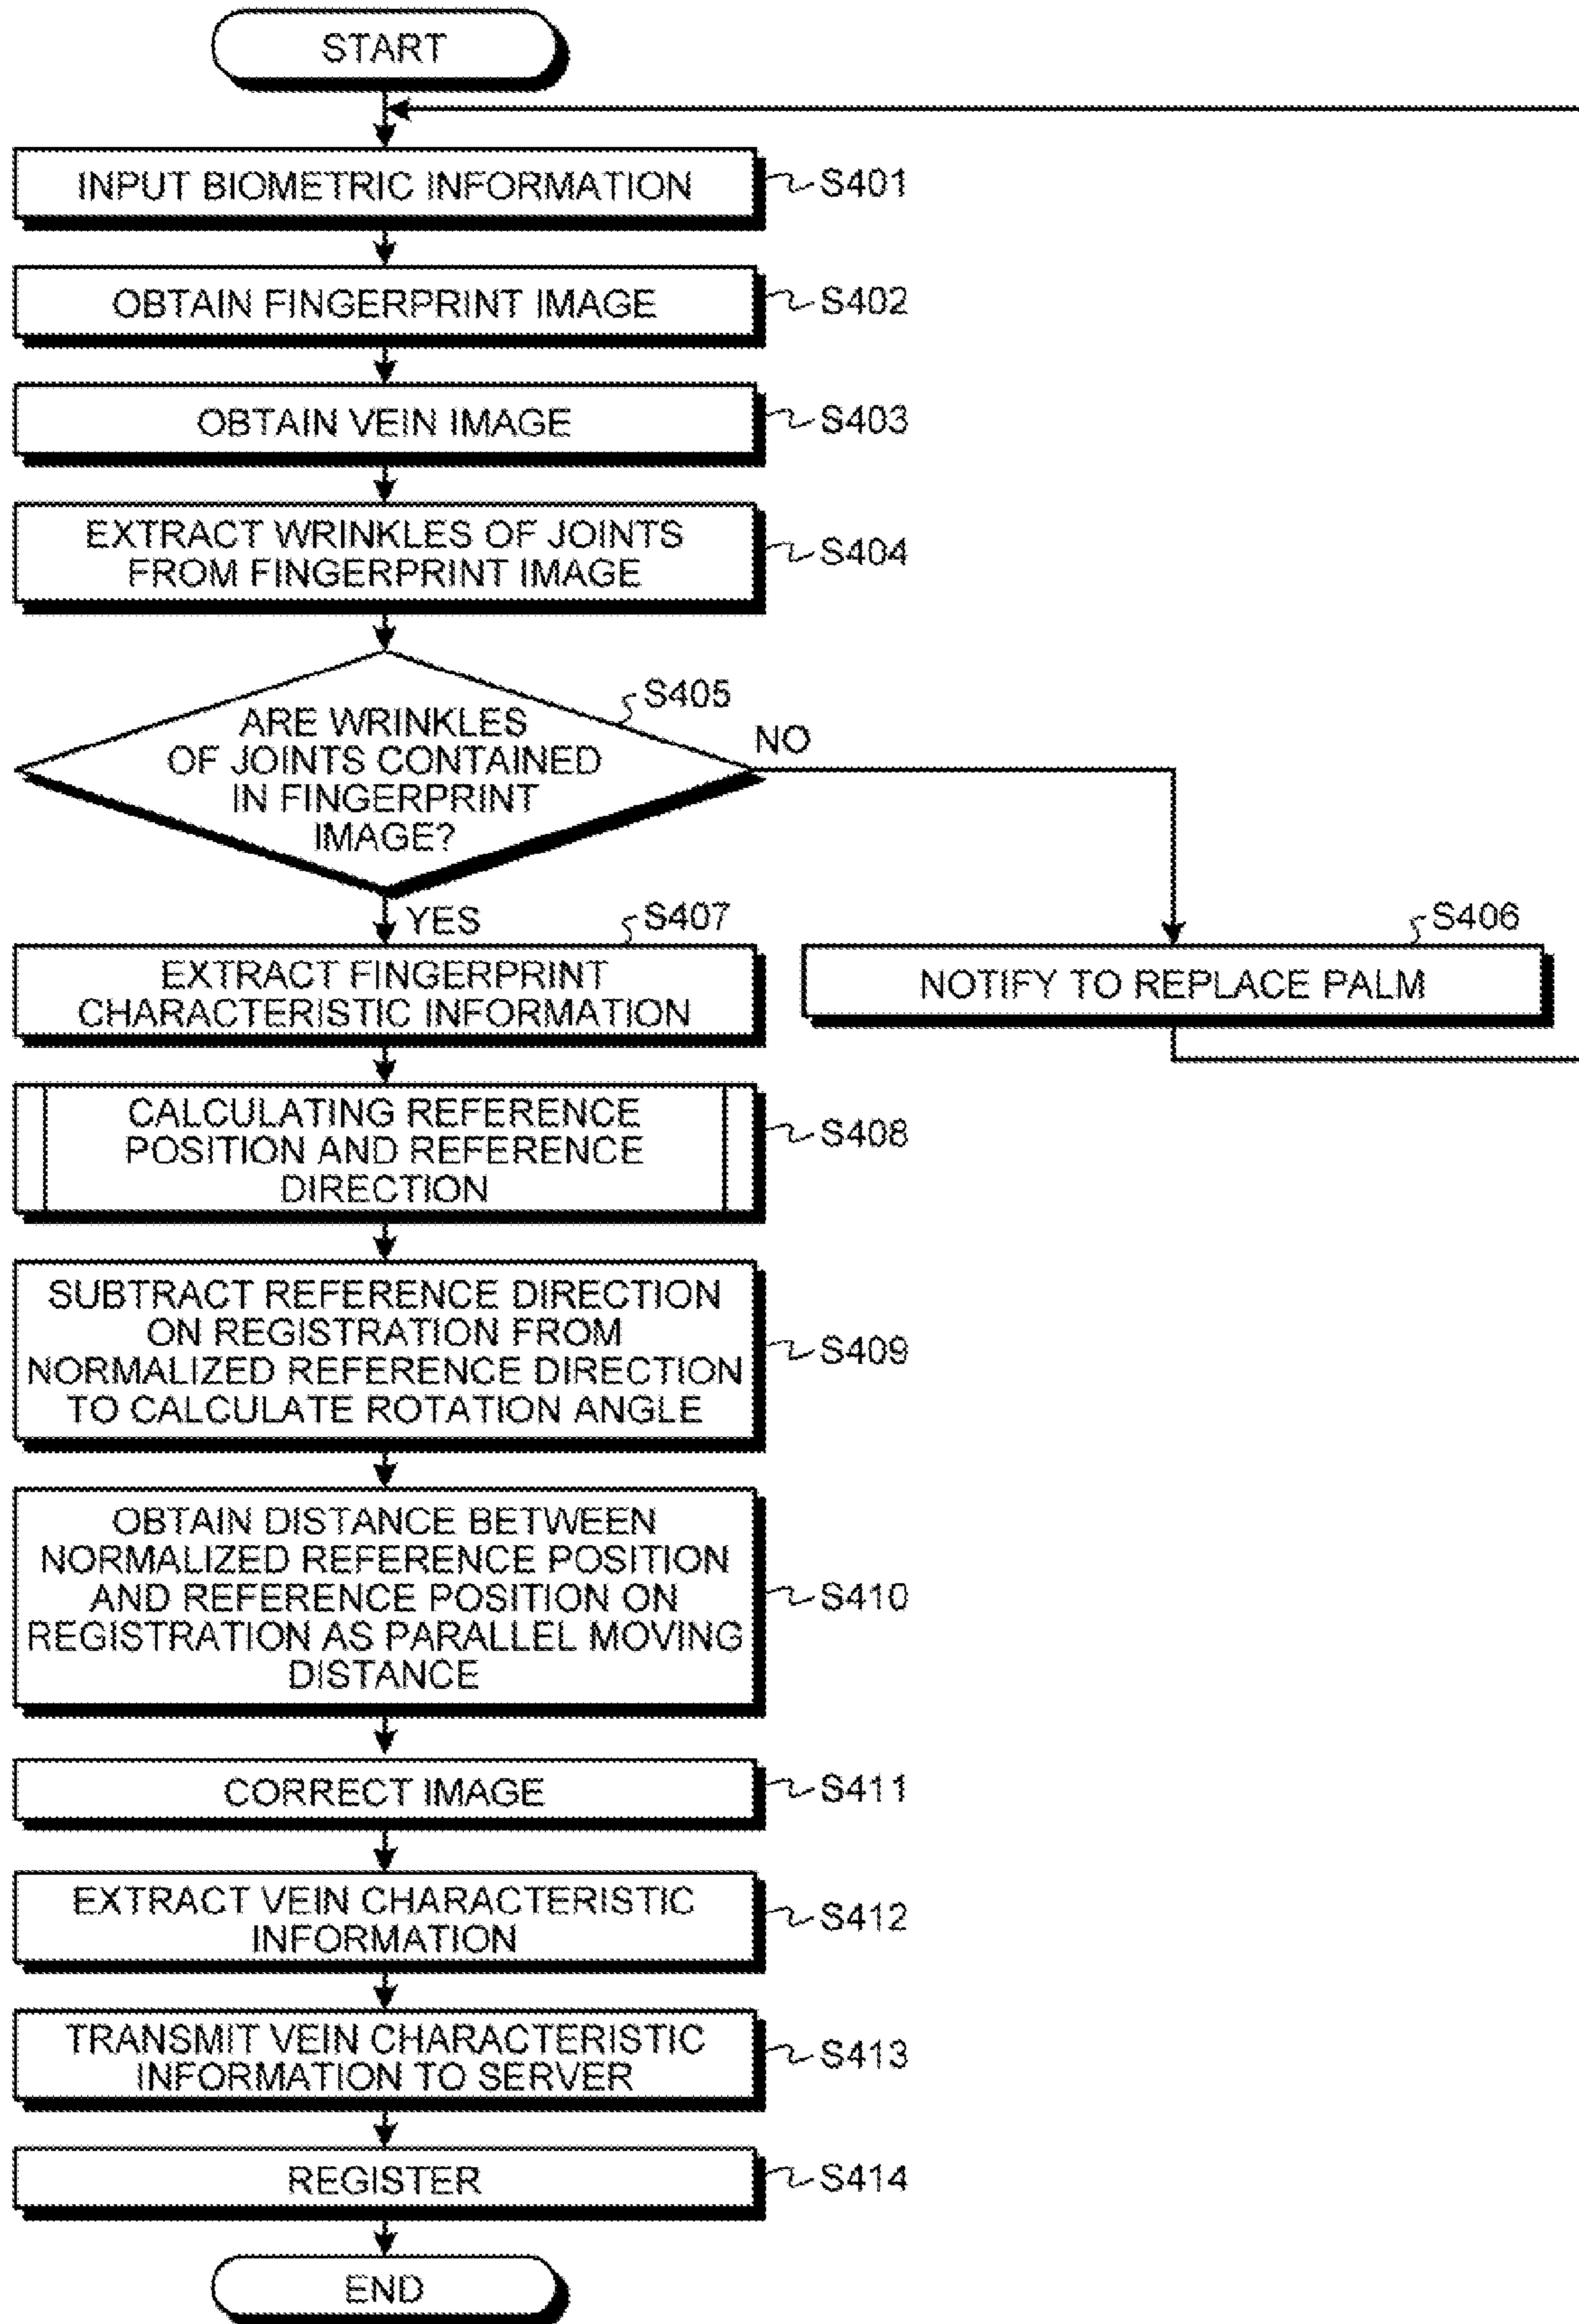 START
INPUT BIOMETRIC INFORMATION
S401
OBTAIN FINGERPRINT IMAGE
S402
OBTAIN VEIN IMAGE
S403
EXTRACT WRINKLES OF JOINTS
FROM FINGERPRINT IMAGE
S404
S405
ARE WRINKLES
OF JOINTS CONTAINED
IN FINGERPRINT
IMAGE?
NO
YES
S407
EXTRACT FINGERPRINT
CHARACTERISTIC INFORMATION
S406
NOTIFY TO REPLACE PALM
CALCULATING REFERENCE
POSITION AND REFERENCE
DIRECTION
S408
SUBTRACT REFERENCE DIRECTION
ON REGISTRATION FROM
NORMALIZED REFERENCE DIRECTION
TO CALCULATE ROTATION ANGLE
S409
OBTAIN DISTANCE BETWEEN
NORMALIZED REFERENCE POSITION
AND REFERENCE POSITION ON
REGISTRATION AS PARALLEL MOVING
DISTANCE
S410
CORRECT IMAGE
S411
EXTRACT VEIN CHARACTERISTIC
INFORMATION
S412
TRANSMIT VEIN CHARACTERISTIC
INFORMATION TO SERVER
S413
REGISTER
S414
END